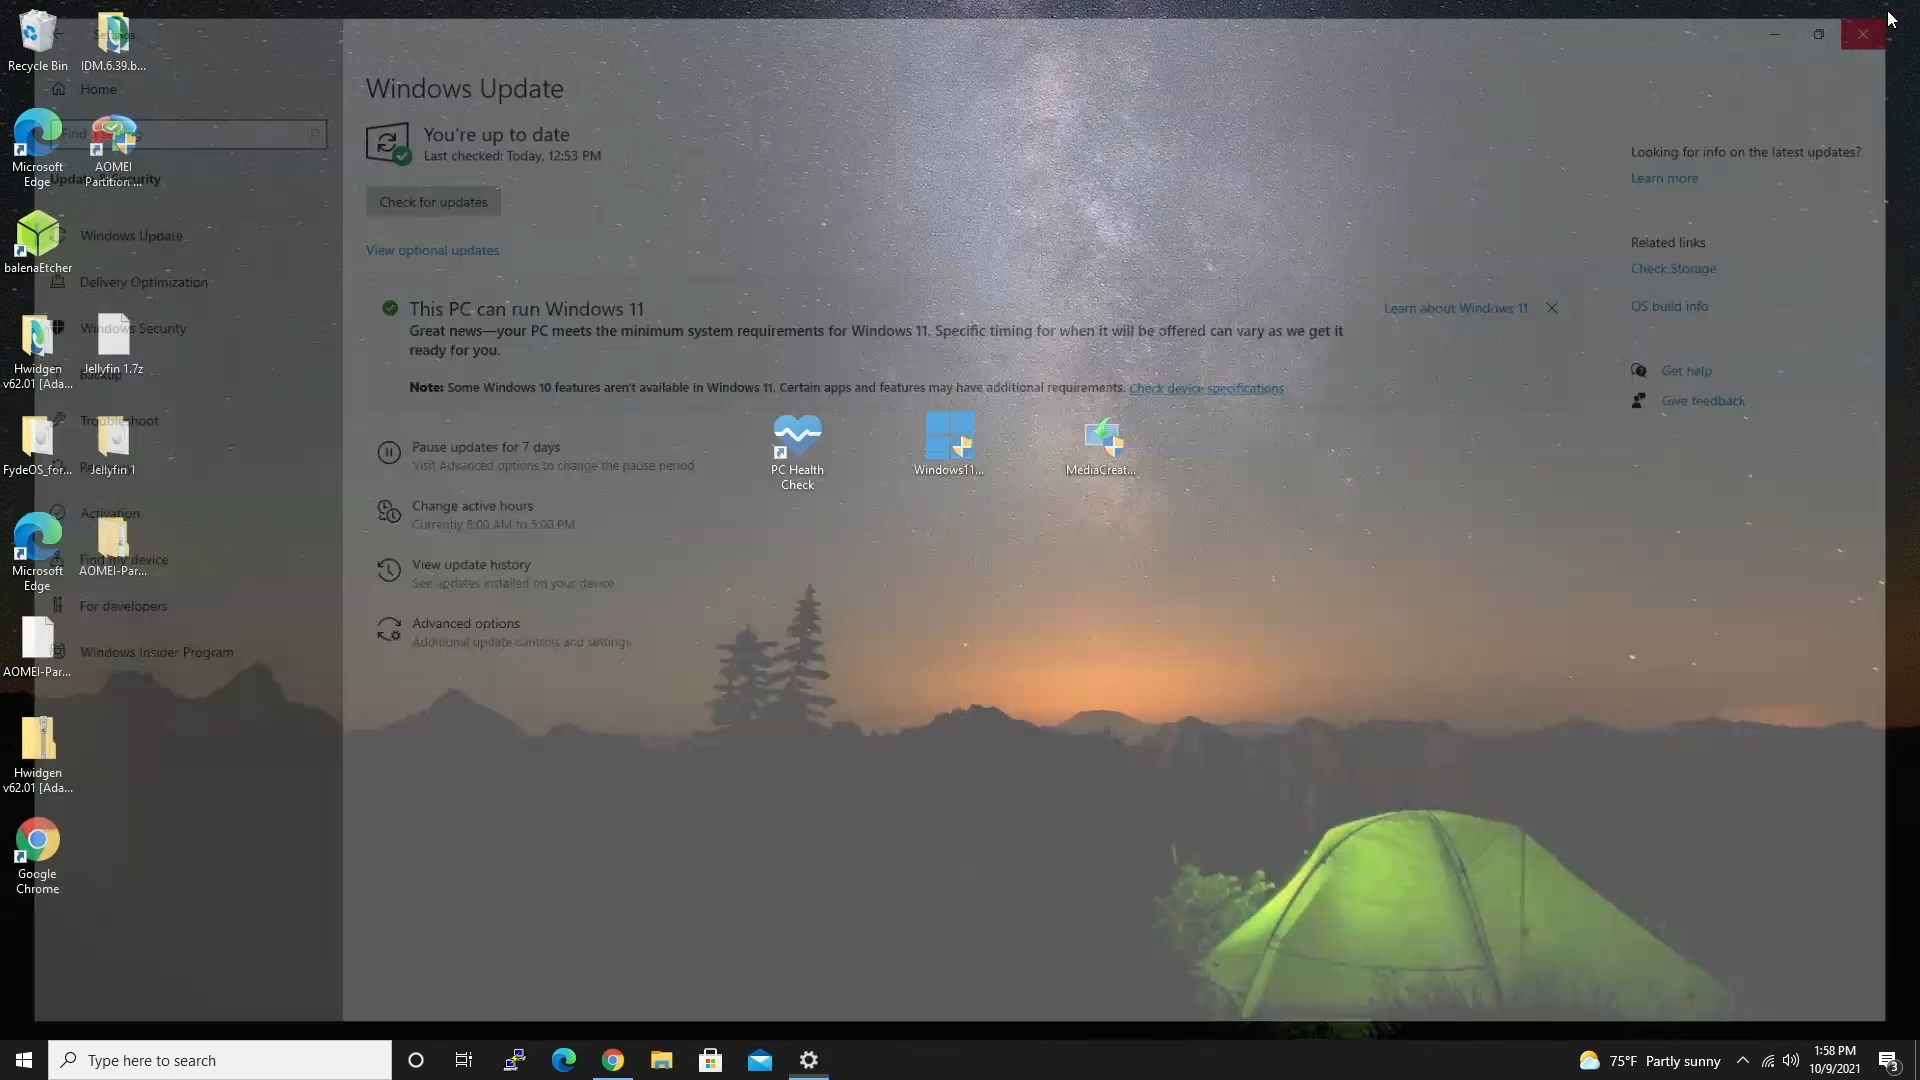 Recycle Bin
IDM.6.39.b...
Settings
Home
Find a setting
Microsoft
Edge
AOMEI
Partition ...
Update & Security
balenaEtcher
Windows Update
Delivery Optimization
Windows Security
Hwidgen
v62.01 [Ada...
Jellyfin 1.7z
Backup
Troubleshoot
FydeOS_for...
Jellyfin 1
Activation
Find my device
Microsoft
Edge
AOMEI-Par...
For developers
Windows Insider Program
AOMEI-Par...
Hwidgen
v62.01 [Ada...
Google
Chrome
Windows Update
You're up to date
Last checked: Today, 12:53 PM
Check for updates
View optional updates
This PC can run Windows 11
Learn about Windows 11
Great news—your PC meets the minimum system requirements for Windows 11. Specific timing for when it will be offered can vary as we get it
ready for you.
Note: Some Windows 10 features aren't available in Windows 11. Certain apps and features may have additional requirements. Check device specifications
Pause updates for 7 days
Visit Advanced options to change the pause period
Change active hours
Currently 8:00 AM to 5:00 PM
View update history
See updates installed on your device
Advanced options
Additional update controls and settings
PC Health
Check
Windows11...
MediaCreat...
Looking for info on the latest updates?
Learn more
Related links
Check Storage
OS build info
Get help
Give feedback
Type here to search
75°F Partly sunny
1:58 PM
10/9/2021
3